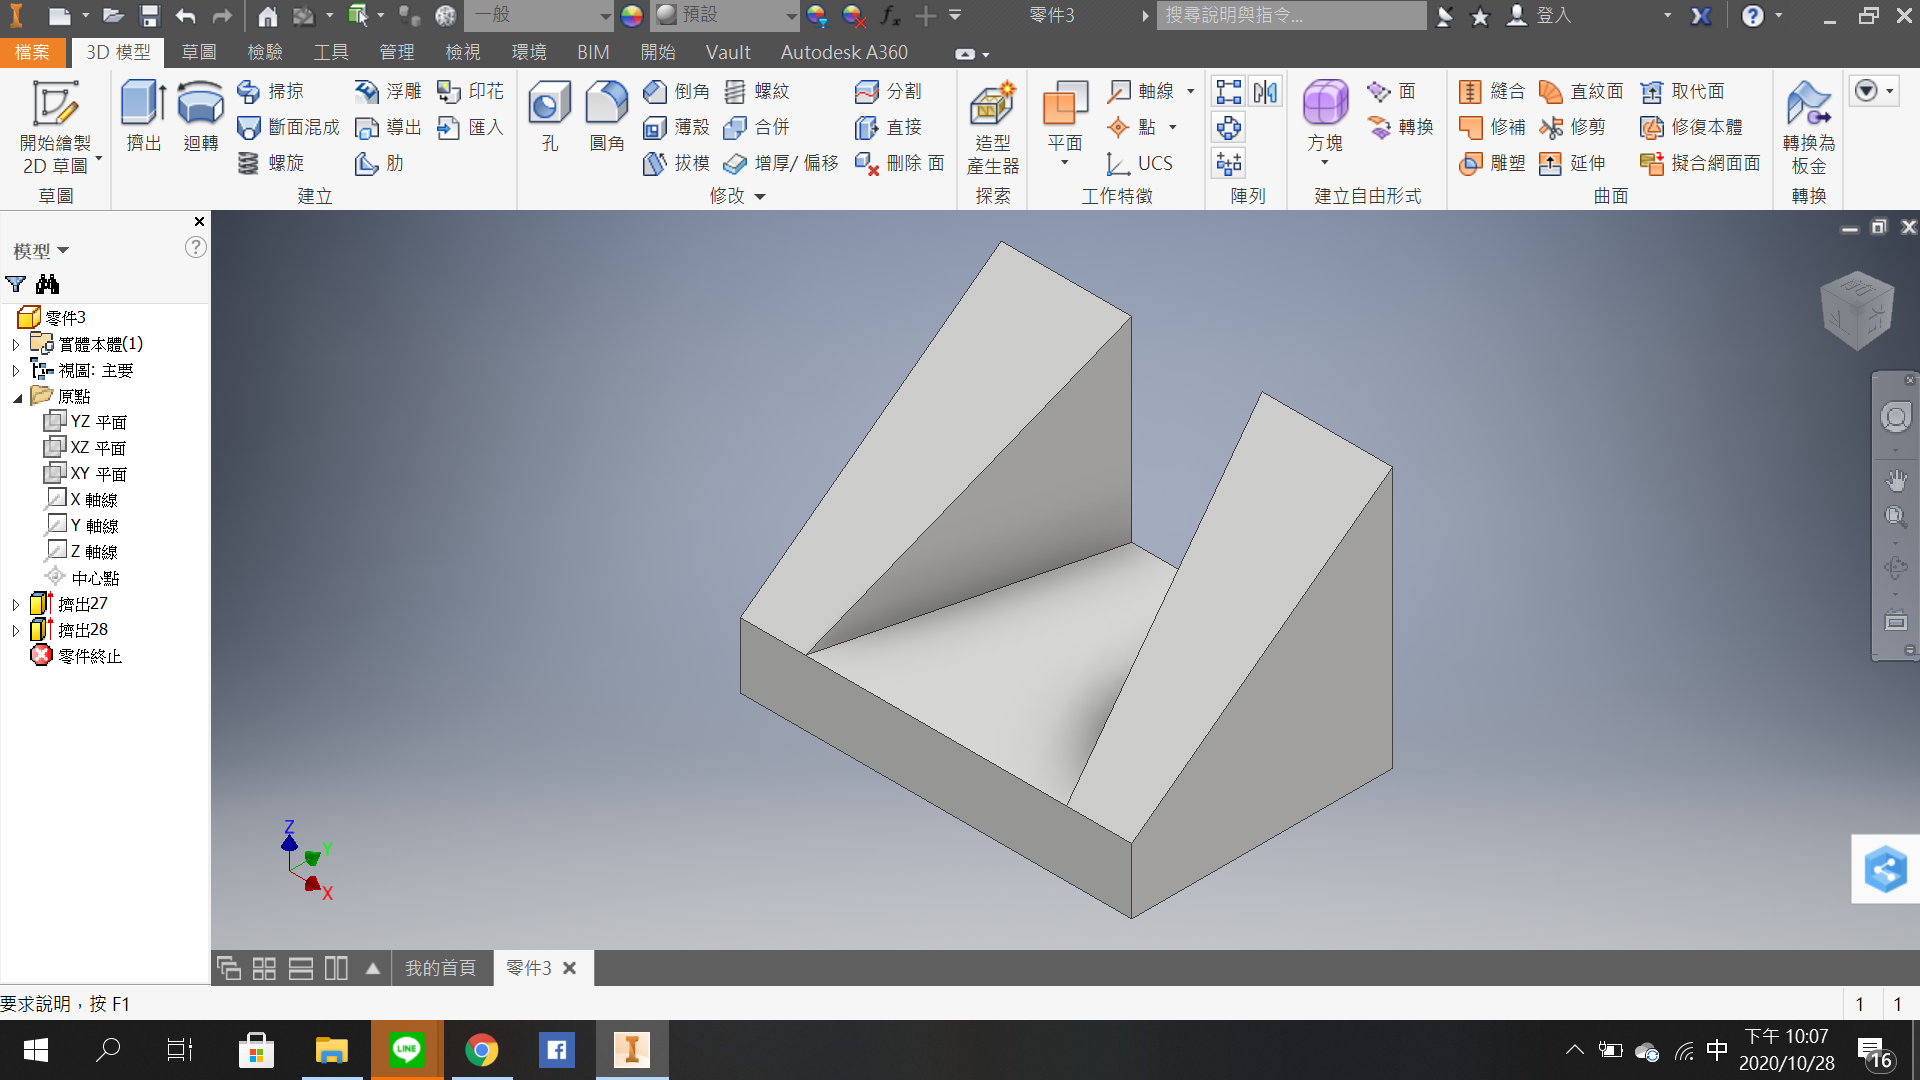 一般
預設
零件3
搜尋說明與指令...
登入
檔案
3D 模型
草圖
檢驗
工具
管理
檢視
環境
BIM
開始
Vault
Autodesk A360
開始繪製
2D 草圖
擠出
迴轉
掃掠
斷面混成
螺旋
浮雕
導出
肋
印花
匯入
孔
圓角
倒角
薄殼
拔模
螺紋
合併
增厚/ 偏移
分割
直接
刪除 面
造型
產生器
平面
軸線
點
UCS
方塊
面
轉換
縫合
修補
雕塑
直紋面
修剪
延伸
取代面
修復本體
擬合網面面
轉換為
板金
草圖
建立
修改
探索
工作特徵
陣列
建立自由形式
曲面
轉換
模型
零件3
實體本體(1)
視圖: 主要
原點
YZ 平面
XZ 平面
XY 平面
X 軸線
Y 軸線
Z 軸線
中心點
擠出27
擠出28
零件終止
Z
Y
X
我的首頁
零件3
要求說明，按 F1
1
1
LINE
中
下午 10:07
2020/10/28
16